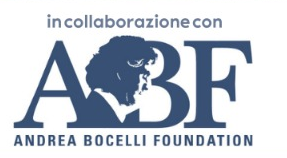 in collaborazione con
ABF
ANDREA BOCELLI FOUNDATION